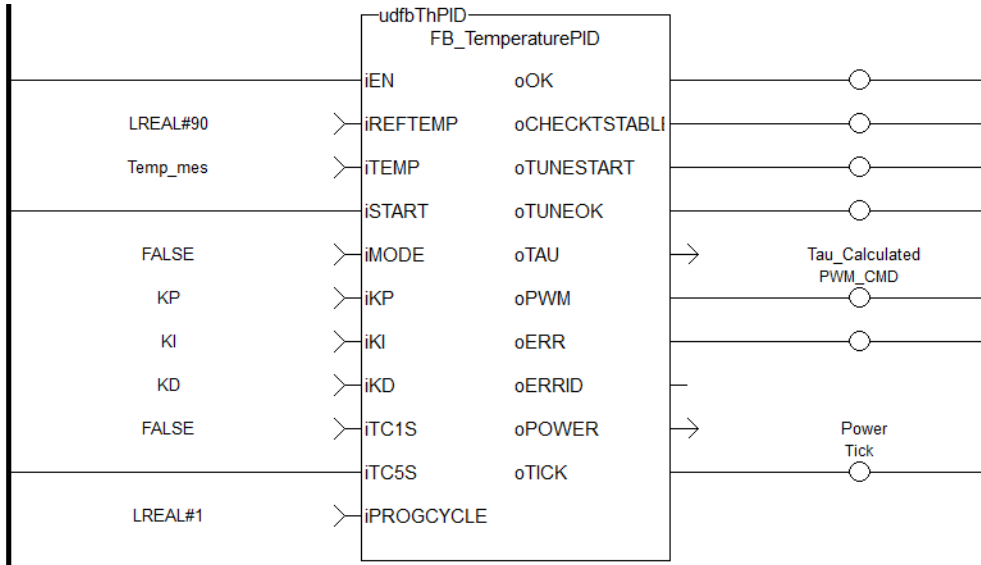 udfbThPID
FB_TemperaturePID
iEN oOK
LREAL#90 iREFTEMP oCHECKTSTABLE
Temp_mes iTEMP oTUNESTART
iSTART oTUNEOK
FALSE iMODE oTAU Tau_Calculated
PWM_CMD
KP iKP oPWM
KI iKI oERR
KD iKD oERRID
FALSE iTC1S oPOWER Power
Tick
iTC5S oTICK
LREAL#1 iPROGCYCLE